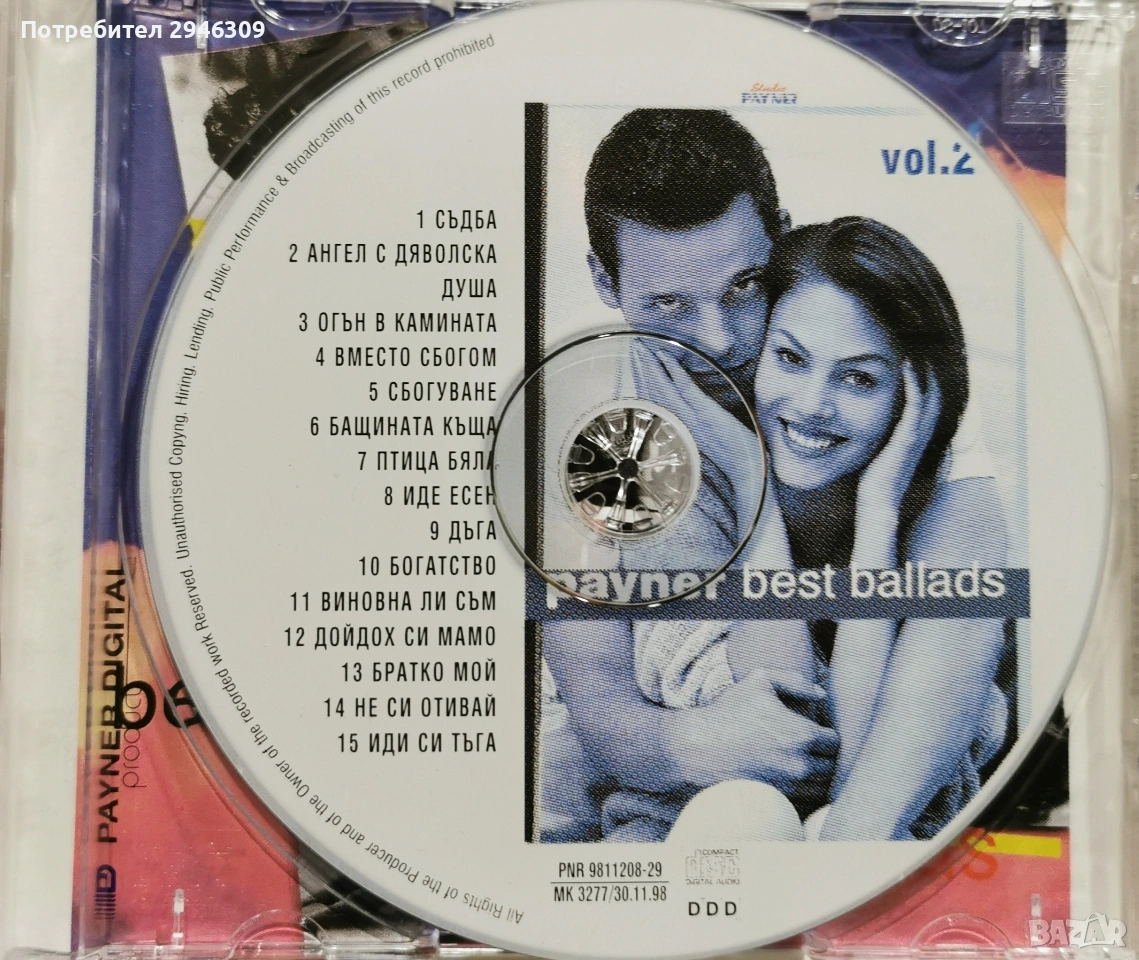 Потребител 2946309
All Rights of the Producer and of the Owner of the recorded work Reserved. Unauthorised Copyng, Hiring, Lending, Public Performance & Broadcasting of this record prohibited
Studio
PAYNER
vol.2
1 СЪДБА
2 АНГЕЛ С ДЯВОЛСКА
ДУША
3 ОГЪН В КАМИНАТА
4 ВМЕСТО СБОГОМ
5 СБОГУВАНЕ
6 БАЩИНАТА КЪЩА
7 ПТИЦА БЯЛА
8 ИДЕ ЕСЕН
9 ДЪГА
10 БОГАТСТВО
11 ВИНОВНА ЛИ СЪМ
12 ДОЙДОХ СИ МАМО
13 БРАТКО МОЙ
14 НЕ СИ ОТИВАЙ
15 ИДИ СИ ТЪГА
payner best ballads
PNR 9811208-29
MK 3277/30.11.98
COMPACT
disc
DIGITAL AUDIO
DDD
PAYNER DIGITAL
product
BAZAR